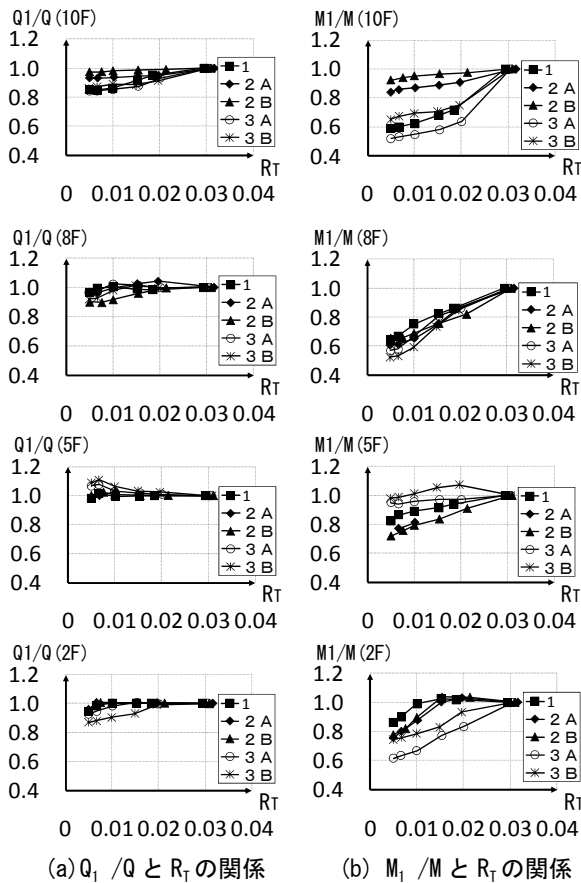 Q1/Q(10F)
1.4
1.2
1.0
0.8
0.6
0.4
1
2 A
2 B
3 A
3 B
RT
0 0.01 0.02 0.03 0.04
M1/M(10F)
1.4
1.2
1.0
0.8
0.6
0.4
1
2 A
2 B
3 A
3 B
RT
0 0.01 0.02 0.03 0.04
Q1/Q(8F)
1.4
1.2
1.0
0.8
0.6
0.4
1
2 A
2 B
3 A
3 B
RT
0 0.01 0.02 0.03 0.04
M1/M(8F)
1.4
1.2
1.0
0.8
0.6
0.4
1
2 A
2 B
3 A
3 B
RT
0 0.01 0.02 0.03 0.04
Q1/Q(5F)
1.2
1.0
0.8
0.6
0.4
1
2 A
2 B
3 A
3 B
RT
0 0.01 0.02 0.03 0.04
M1/M(5F)
1.2
1.0
0.8
0.6
0.4
1
2 A
2 B
3 A
3 B
RT
0 0.01 0.02 0.03 0.04
Q1/Q(2F)
1.2
1.0
0.8
0.6
0.4
1
2 A
2 B
3 A
3 B
RT
0 0.01 0.02 0.03 0.04
M1/M(2F)
1.2
1.0
0.8
0.6
0.4
1
2 A
2 B
3 A
3 B
RT
0 0.01 0.02 0.03 0.04
(a)Q₁ /Q と RTの関係
(b) M₁ /Mと RTの関係